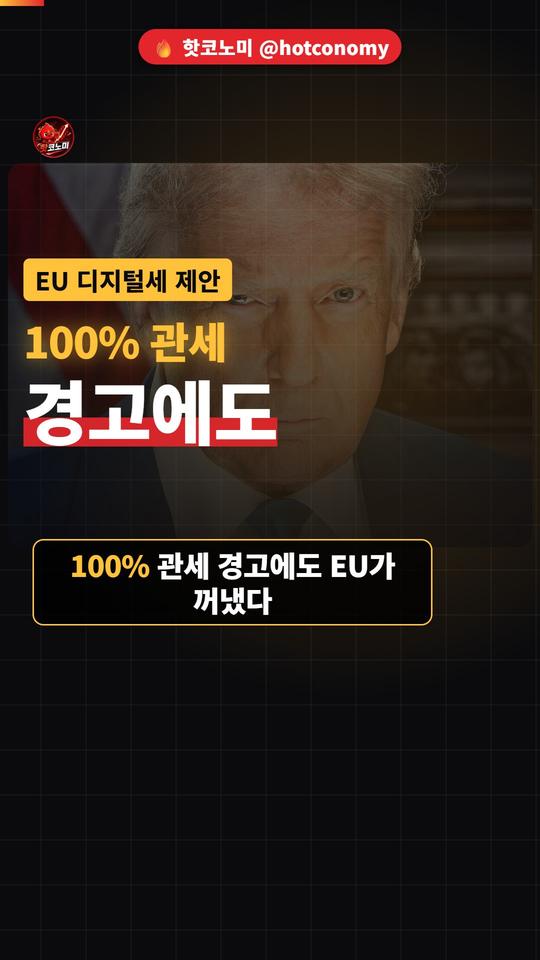 핫코노미 @hotconomy
핫코노미
EU 디지털세 제안
100% 관세
경고에도
100% 관세 경고에도 EU가
꺼냈다